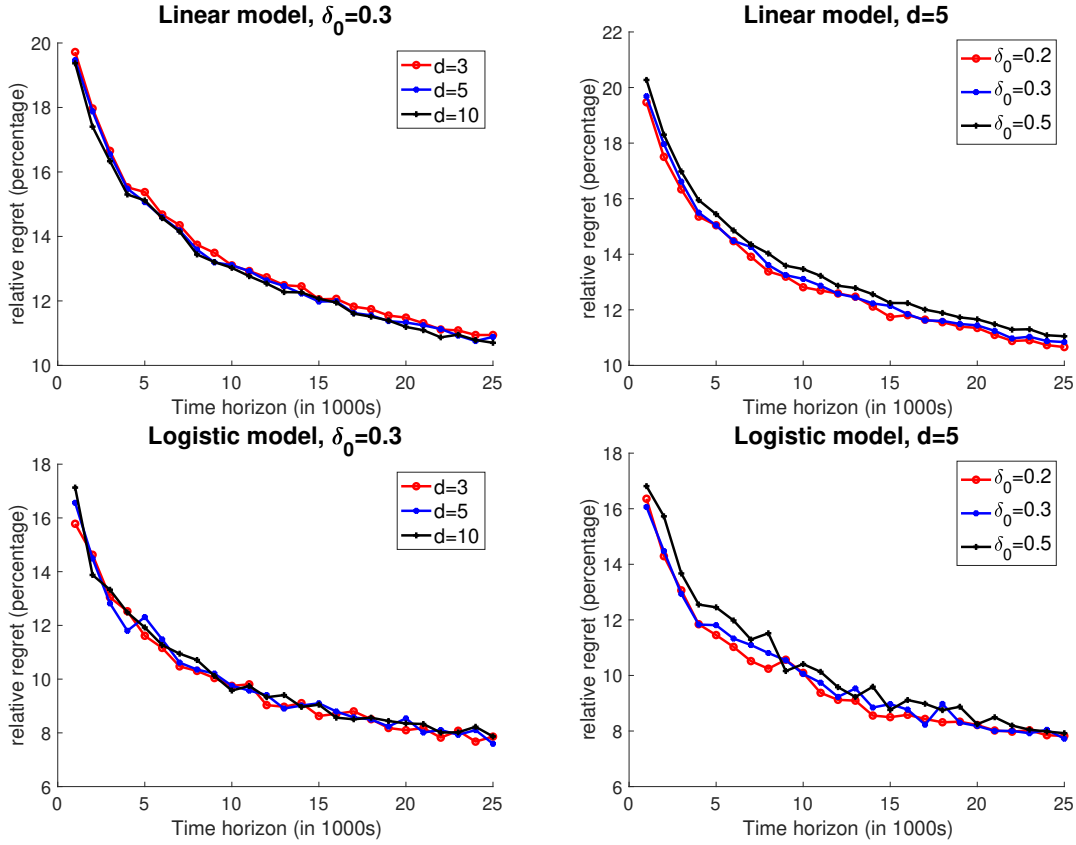 Linear model, δ0=0.3
relative regret (percentage)
20
18
16
14
12
10
0
5
10
15
20
25
Time horizon (in 1000s)
d=3
d=5
d=10
Linear model, d=5
relative regret (percentage)
22
20
18
16
14
12
10
0
5
10
15
20
25
Time horizon (in 1000s)
δ0=0.2
δ0=0.3
δ0=0.5
Logistic model, δ0=0.3
relative regret (percentage)
18
16
14
12
10
8
6
0
5
10
15
20
25
Time horizon (in 1000s)
d=3
d=5
d=10
Logistic model, d=5
relative regret (percentage)
18
16
14
12
10
8
6
0
5
10
15
20
25
Time horizon (in 1000s)
δ0=0.2
δ0=0.3
δ0=0.5